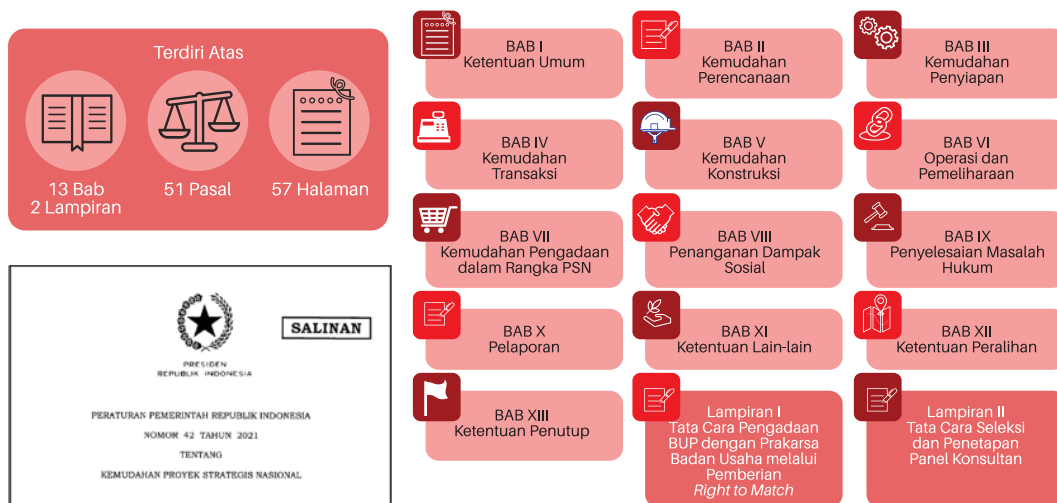 Terdiri Atas
13 Bab
2 Lampiran
51 Pasal
57 Halaman
SALINAN
PRESIDEN
REPUBLIK INDONESIA
PERATURAN PEMERINTAH REPUBLIK INDONESIA
NOMOR 42 TAHUN 2021
TENTANG
KEMUDAHAN PROYEK STRATEGIS NASIONAL
BAB I
Ketentuan Umum
BAB II
Kemudahan
Perencanaan
BAB III
Kemudahan
Penyiapan
BAB IV
Kemudahan
Transaksi
BAB V
Kemudahan
Konstruksi
BAB VI
Operasi dan
Pemeliharaan
BAB VII
Kemudahan Pengadaan
dalam Rangka PSN
BAB VIII
Penanganan Dampak
Sosial
BAB IX
Penyelesaian Masalah
Hukum
BAB X
Pelaporan
BAB XI
Ketentuan Lain-lain
BAB XII
Ketentuan Peralihan
BAB XIII
Ketentuan Penutup
Lampiran I
Tata Cara Pengadaan
BUP dengan Prakarsa
Badan Usaha melalui
Pemberian
Right to Match
Lampiran II
Tata Cara Seleksi
dan Penetapan
Panel Konsultan